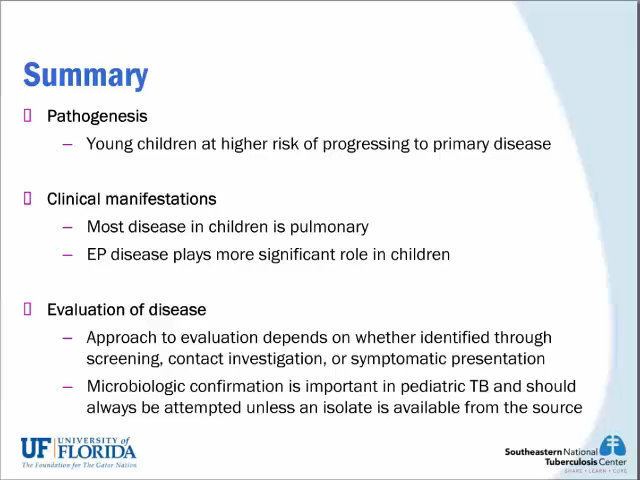 Summary
Pathogenesis
– Young children at higher risk of progressing to primary disease
Clinical manifestations
– Most disease in children is pulmonary
– EP disease plays more significant role in children
Evaluation of disease
– Approach to evaluation depends on whether identified through
screening, contact investigation, or symptomatic presentation
– Microbiologic confirmation is important in pediatric TB and should
always be attempted unless an isolate is available from the source
UF UNIVERSITY of
FLORIDA
The Foundation for The Gator Nation
Southeastern National
Tuberculosis Center
SHARE • LEARN • CURE